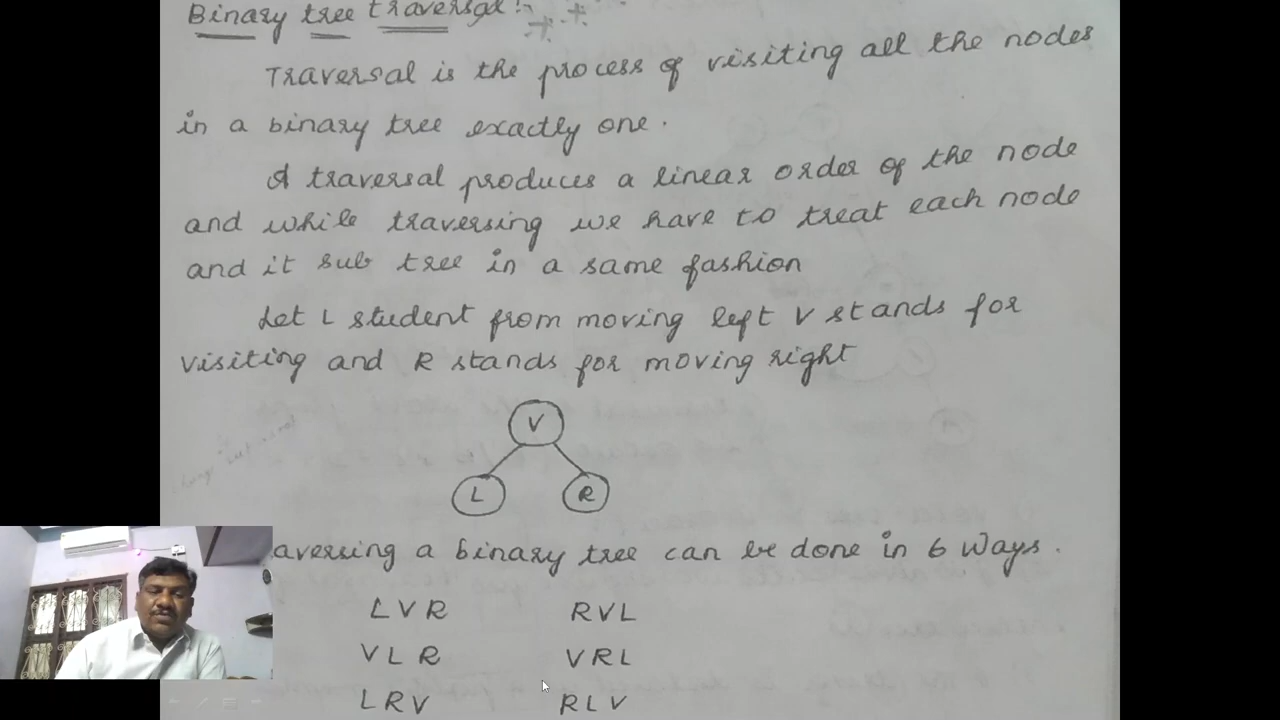 Binary tree traversal :-
Traversal is the process of visiting all the nodes
in a binary tree exactly one.
A traversal produces a linear order of the node
and while traversing we have to treat each node
and it sub tree in a same fashion
Let L student from moving left V stands for
visiting and R stands for moving right
V
L R
aversing a binary tree can be done in 6 ways.
LVR RVL
VLR VRL
LRV RLV